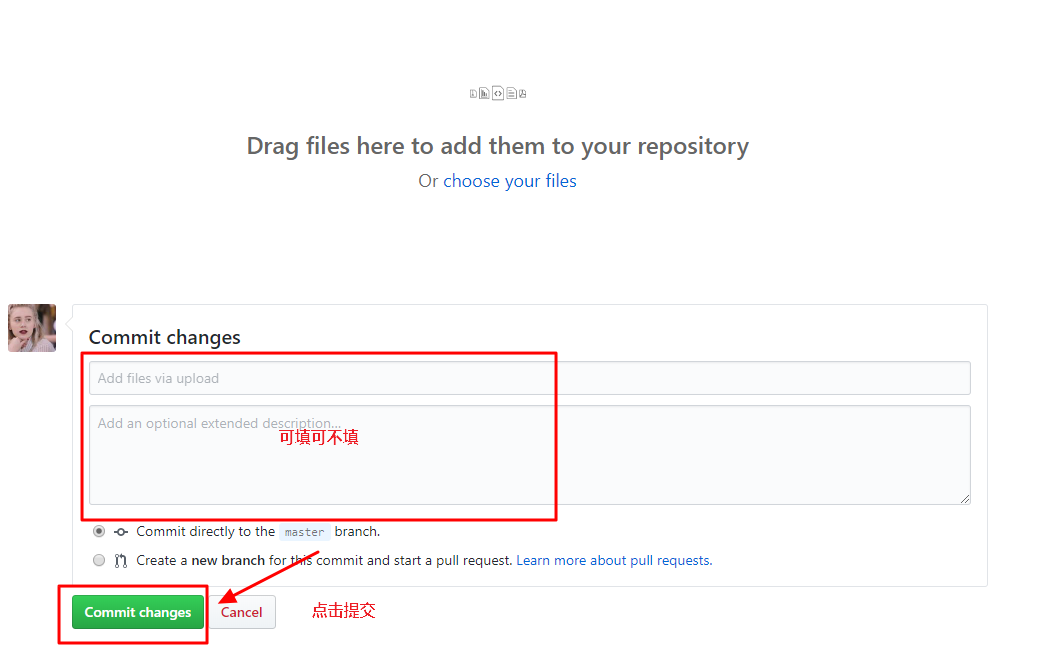 Drag files here to add them to your repository
Or choose your files
Commit changes
Add files via upload
Add an optional extended description...
可填可不填
Commit directly to the master branch.
Create a new branch for this commit and start a pull request. Learn more about pull requests.
Commit changes
Cancel
点击提交